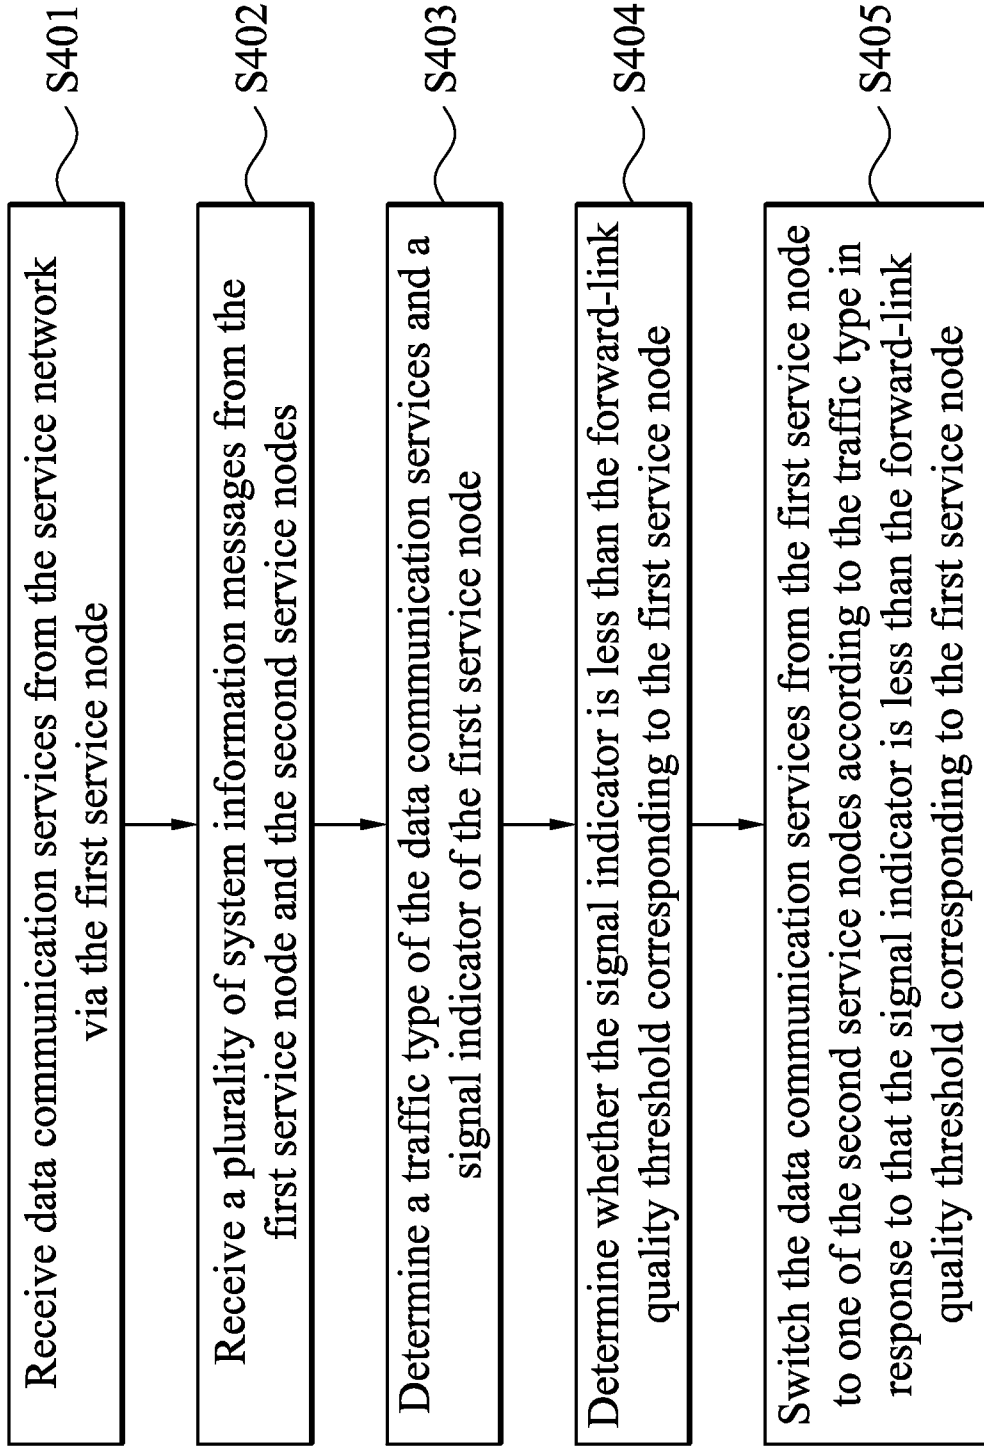 Receive data communication services from the service network
via the first service node
S401
Receive a plurality of system information messages from the
first service node and the second service nodes
S402
Determine a traffic type of the data communication services and a
signal indicator of the first service node
S403
Determine whether the signal indicator is less than the forward-link
quality threshold corresponding to the first service node
S404
Switch the data communication services from the first service node
to one of the second service nodes according to the traffic type in
response to that the signal indicator is less than the forward-link
quality threshold corresponding to the first service node
S405